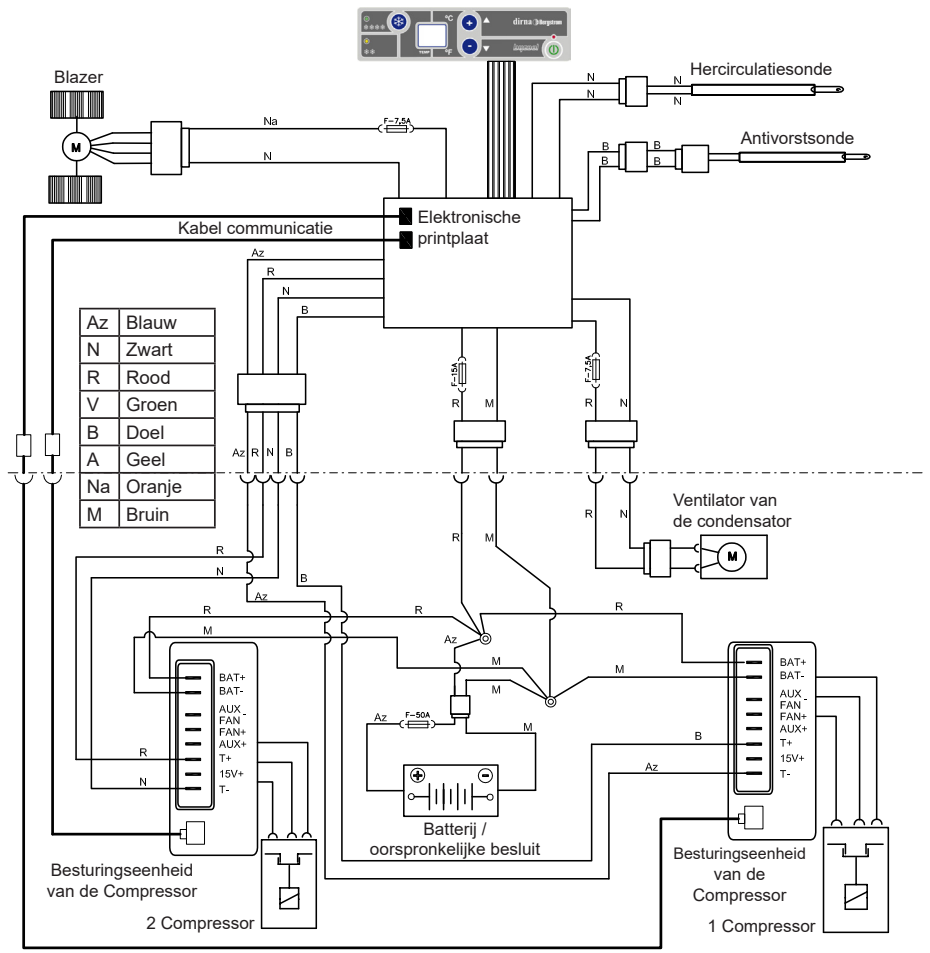 °C
dirna Bergstrom
TEMP
°F
Blazer
M
Na
F-7,5A
N
N
N
N
N
Hercirculatiesonde
Antivorstsonde
B
B
B
B
Kabel communicatie
Elektronische
printplaat
Az
R
N
B
Az Blauw
N Zwart
R Rood
V Groen
B Doel
A Geel
Na Oranje
M Bruin
F-15A
F-7,5A
R
M
R
N
Az
R
N
B
R
N
Ventilator van
de condensator
M
R
M
R
N
B
Az
R
R
R
M
Az
M
M
M
Az
F-50A
M
B
Az
R
N
BAT+
BAT-
AUX -
FAN
FAN+
AUX+
T+
15V+
T-
BAT+
BAT-
AUX -
FAN
FAN+
AUX+
T+
15V+
T-
Batterij /
oorspronkelijke besluit
Besturingseenheid
van de Compressor
2 Compressor
Besturingseenheid
van de
Compressor
1 Compressor